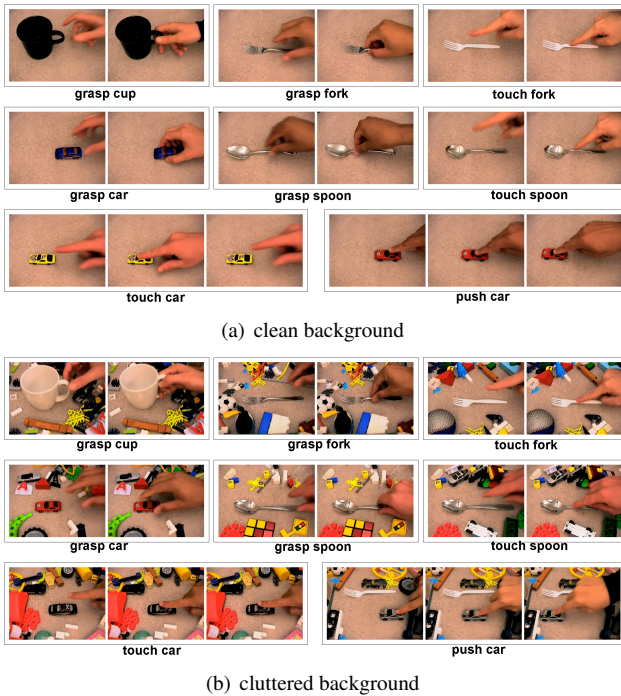 grasp cup
grasp fork
touch fork
grasp car
grasp spoon
touch spoon
touch car
push car
(a) clean background
grasp cup
grasp fork
touch fork
grasp car
grasp spoon
touch spoon
touch car
push car
(b) cluttered background